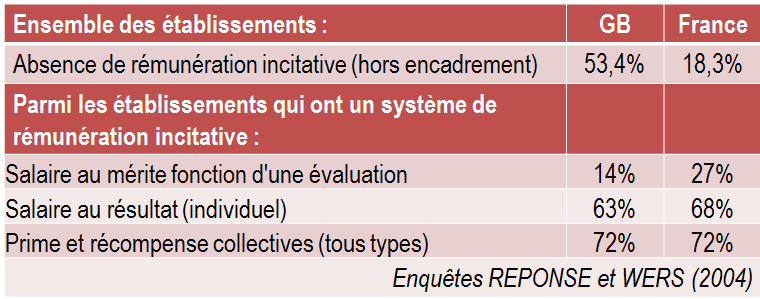 Ensemble des établissements : GB France
Absence de rémunération incitative (hors encadrement) 53,4% 18,3%
Parmi les établissements qui ont un système de
rémunération incitative :
Salaire au mérite fonction d'une évaluation 14% 27%
Salaire au résultat (individuel) 63% 68%
Prime et récompense collectives (tous types) 72% 72%
Enquêtes REPONSE et WERS (2004)